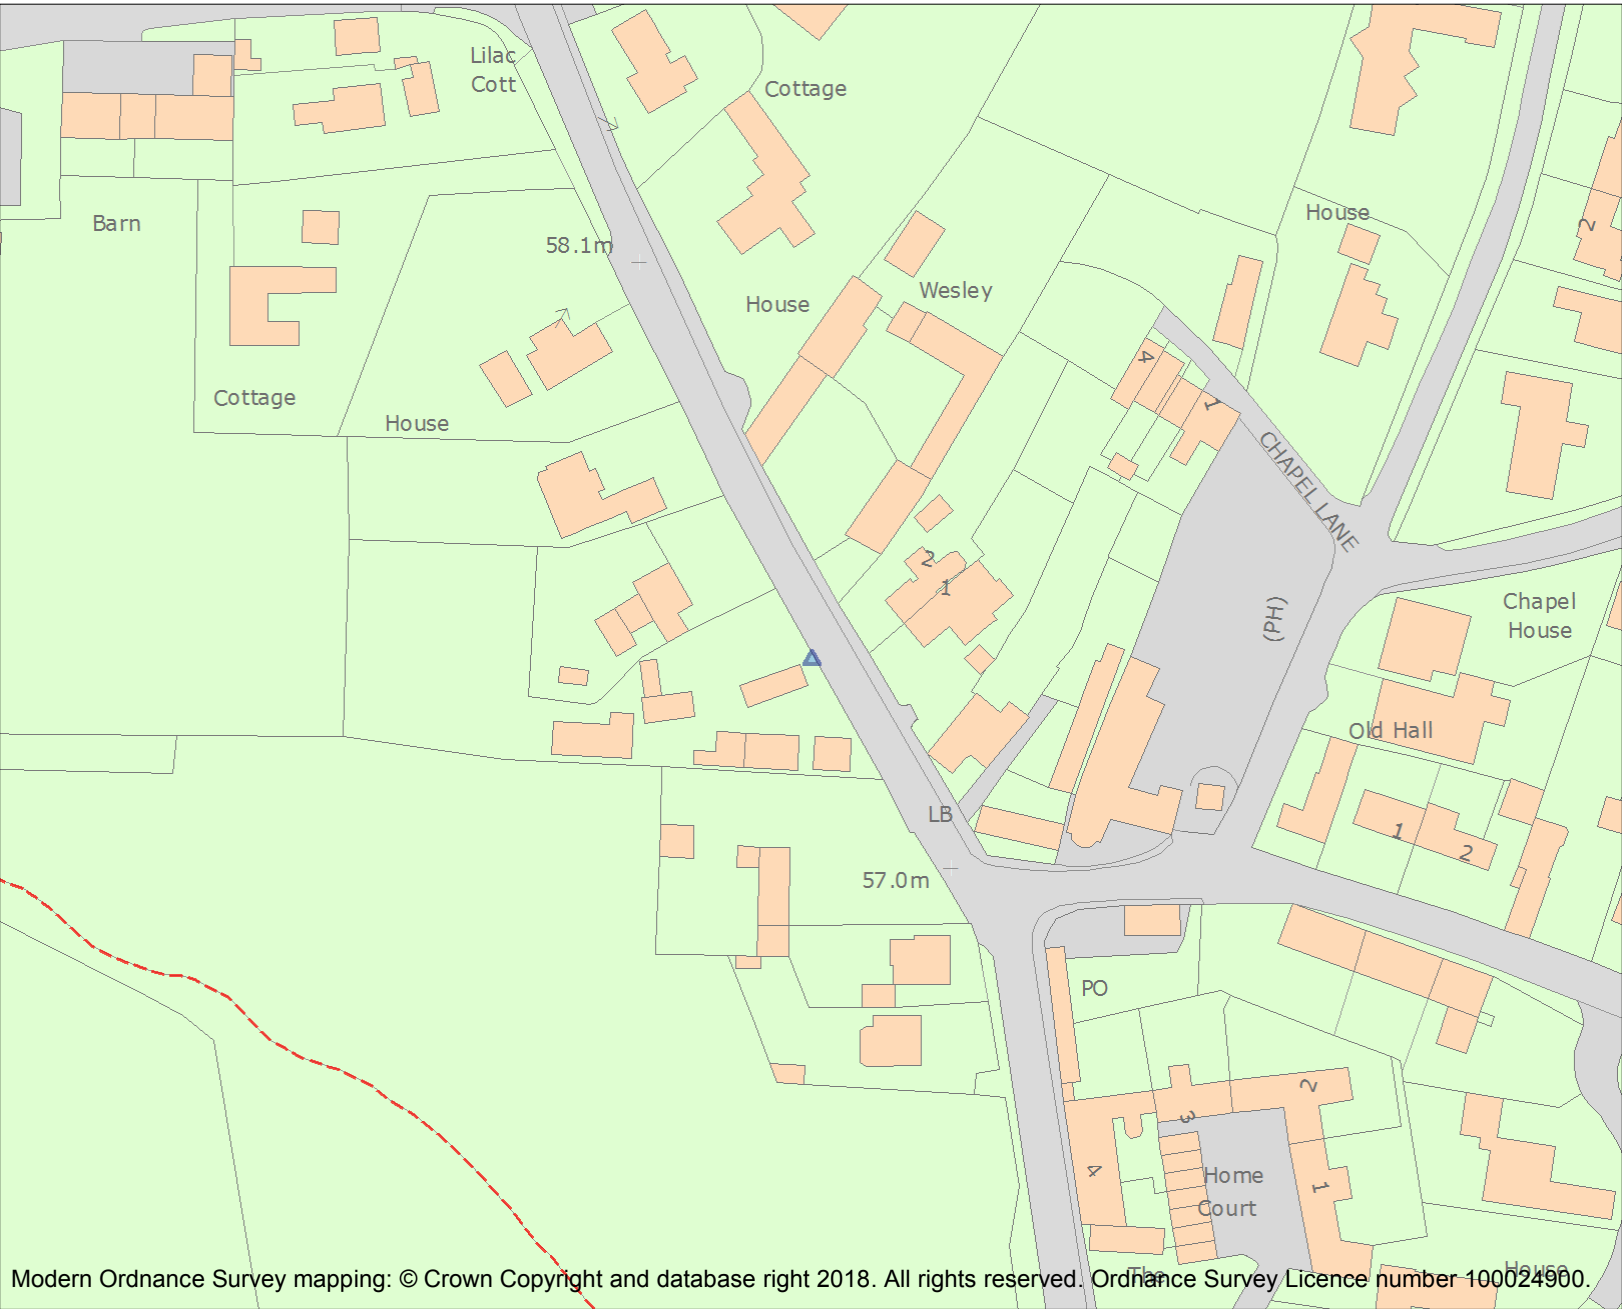 Lilac
Cott
Cottage
Barn
House
2
58.1m
House
Wesley
4
1
Cottage
House
CHAPEL LANE
2
1
(PH)
Chapel
House
Old Hall
LB
1
2
57.0m
PO
2
3
4
Home
Court
1
The
House
Modern Ordnance Survey mapping: © Crown Copyright and database right 2018. All rights reserved. Ordnance Survey Licence number 100024900.